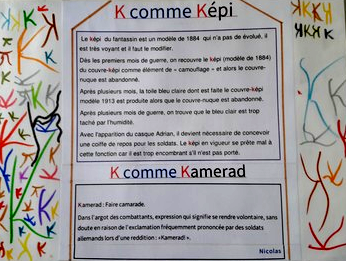 K comme Képi
Le képi du fantassin est un modèle de 1884 qui n'a pas de évolué, il
est très voyant et il faut le modifier.
Dès les premiers mois de guerre, on recouvre le képi (modèle de 1884)
du couvre-képi comme élément de « camouflage » et alors le couvre-
nuque est abandonné.
Après plusieurs mois, la toile bleu clair dont est faite le couvre-képi
modèle 1913 est produite alors que le couvre-nuque est abandonné.
Après plusieurs mois de guerre, on trouve que le bleu clair est trop
taché par l'humidité.
Avec l'apparition du casque Adrian, il devient nécessaire de concevoir
une coiffe de repos pour les soldats. Le képi en vigueur se prête mal à
cette fonction car il est trop encombrant s'il n'est pas porté.
K comme Kamerad
Kamerad : Faire camarade.
Dans l'argot des combattants, expression qui signifie se rendre volontaire, sans
doute en raison de l'exclamation fréquemment prononcée par des soldats
allemands lors d'une reddition : «Kamerad! ».
Nicolas